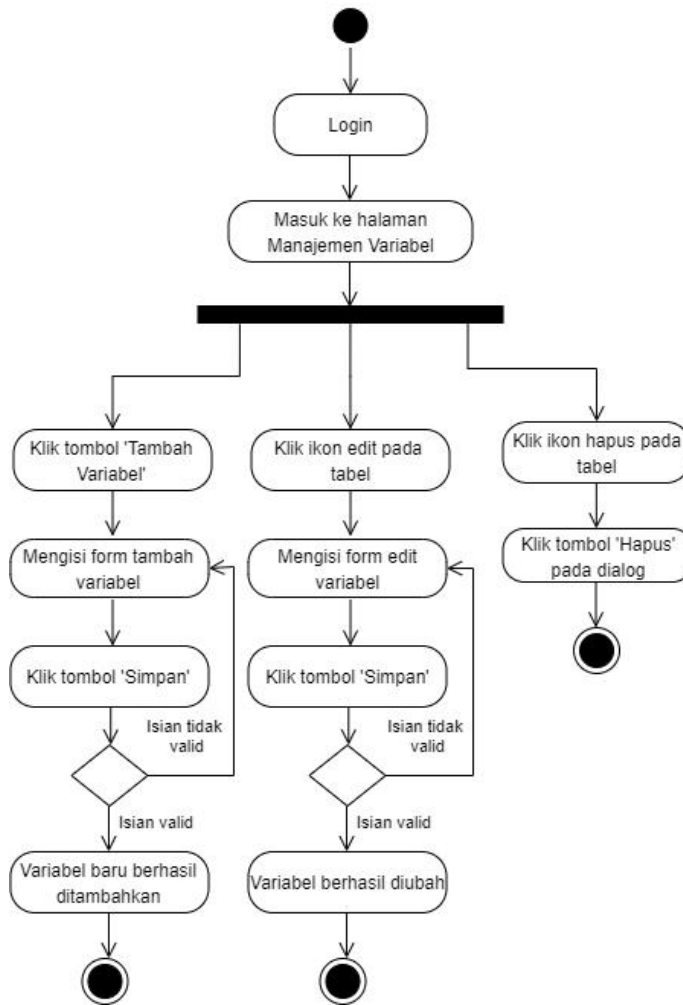 Login
Masuk ke halaman
Manajemen Variabel
Klik tombol 'Tambah
Variabel'
Mengisi form tambah
variabel
Klik tombol 'Simpan'
Isian tidak
valid
Isian valid
Variabel baru berhasil
ditambahkan
Klik ikon edit pada
tabel
Mengisi form edit
variabel
Klik tombol 'Simpan'
Isian tidak
valid
Isian valid
Variabel berhasil diubah
Klik ikon hapus pada
tabel
Klik tombol 'Hapus'
pada dialog